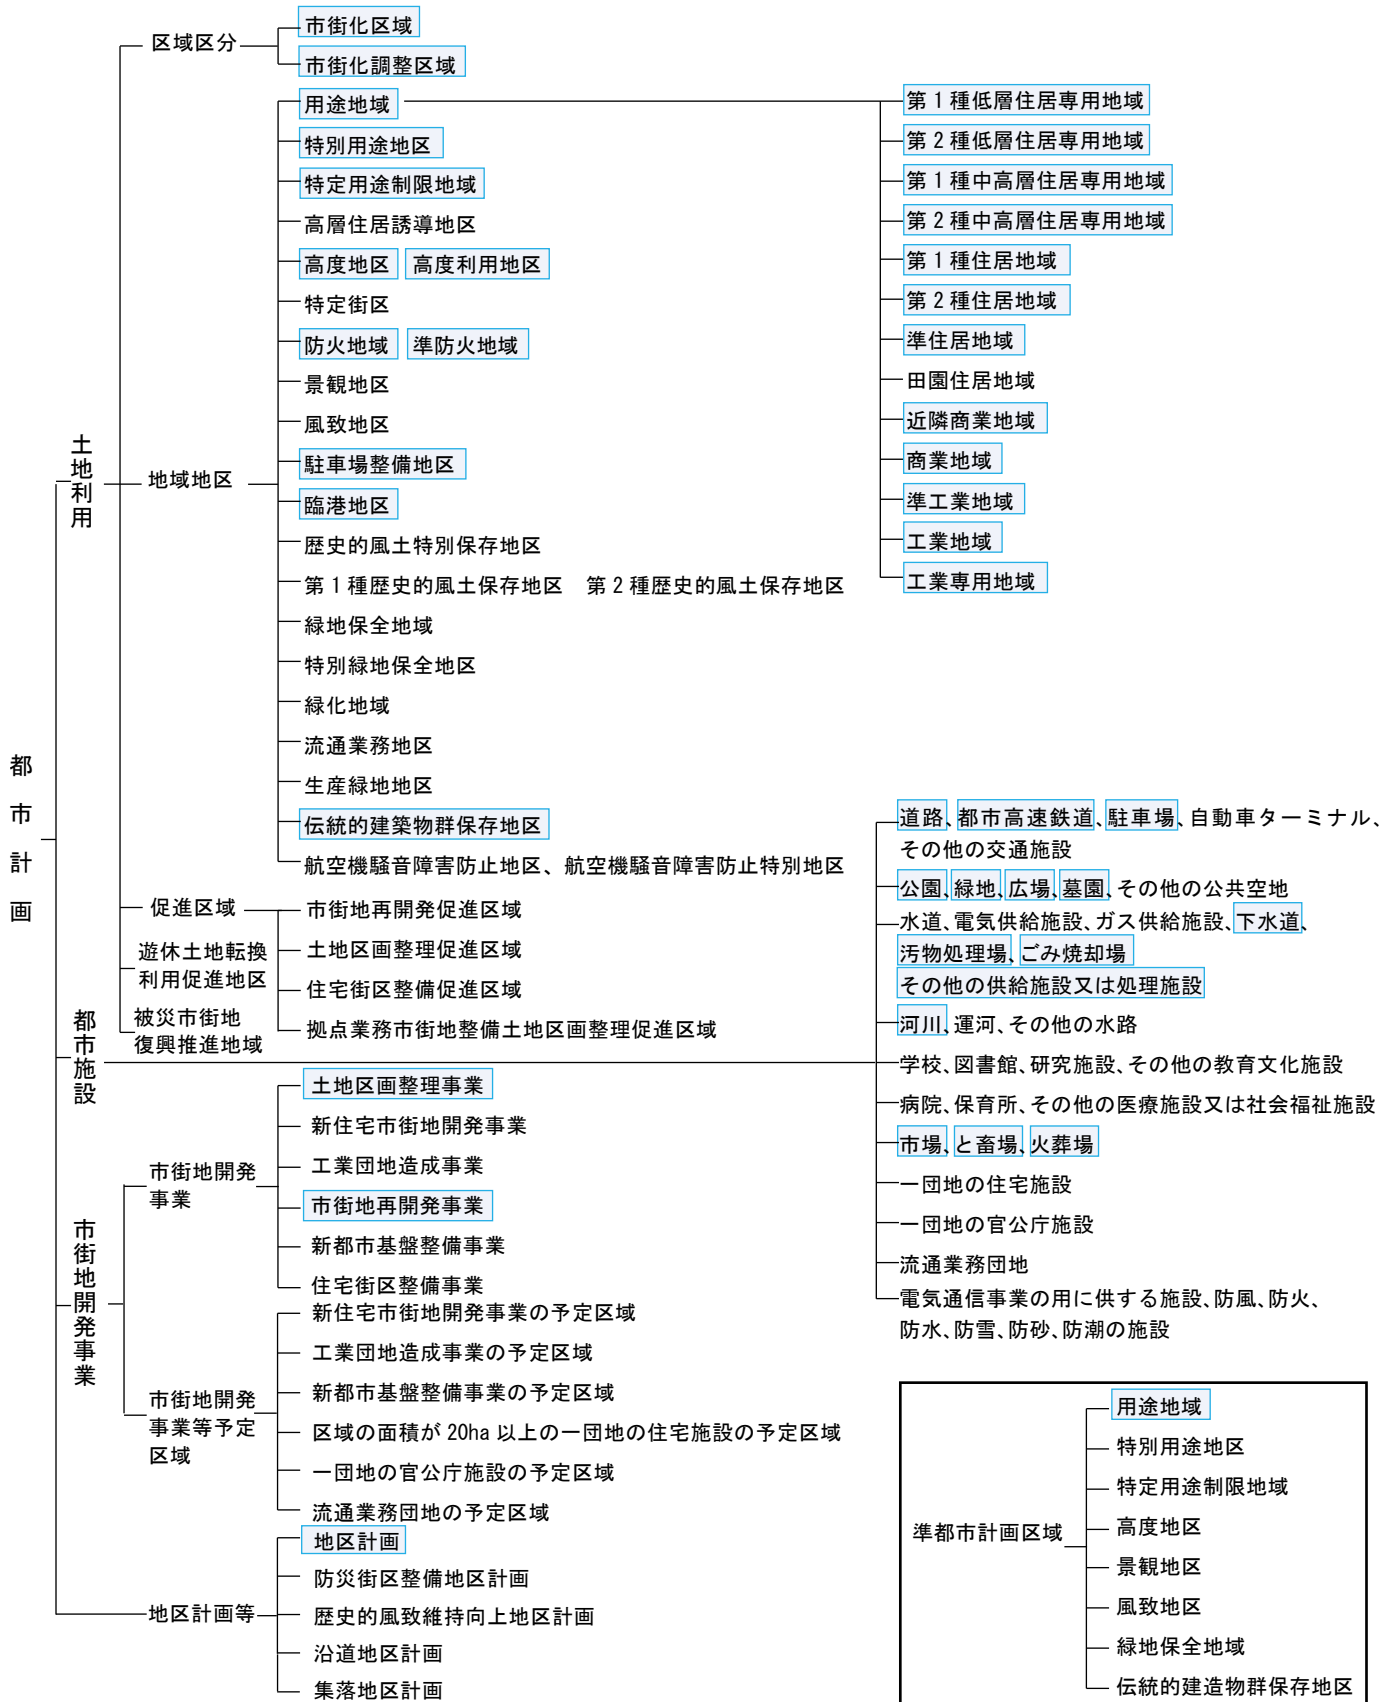 都市計画
土地利用
区域区分
市街化区域
市街化調整区域
地域地区
用途地域
特別用途地区
特定用途制限地域
高層住居誘導地区
高度地区 高度利用地区
特定街区
防火地域 準防火地域
景観地区
風致地区
駐車場整備地区
臨港地区
歴史的風土特別保存地区
第1種歴史的風土保存地区 第2種歴史的風土保存地区
緑地保全地域
特別緑地保全地区
緑化地域
流通業務地区
生産緑地地区
伝統的建築物群保存地区
航空機騒音障害防止地区、航空機騒音障害防止特別地区
第1種低層住居専用地域
第2種低層住居専用地域
第1種中高層住居専用地域
第2種中高層住居専用地域
第1種住居地域
第2種住居地域
準住居地域
田園住居地域
近隣商業地域
商業地域
準工業地域
工業地域
工業専用地域
促進区域
市街地再開発促進区域
土地区画整理促進区域
住宅街区整備促進区域
拠点業務市街地整備土地区画整理促進区域
遊休土地転換
利用促進地区
被災市街地
復興推進地域
都市施設
道路、都市高速鉄道、駐車場、自動車ターミナル、
その他の交通施設
公園、緑地、広場、墓園、その他の公共空地
水道、電気供給施設、ガス供給施設、下水道、
汚物処理場、ごみ焼却場
その他の供給施設又は処理施設
河川、運河、その他の水路
学校、図書館、研究施設、その他の教育文化施設
病院、保育所、その他の医療施設又は社会福祉施設
市場、と畜場、火葬場
一団地の住宅施設
一団地の官公庁施設
流通業務団地
電気通信事業の用に供する施設、防風、防火、
防水、防雪、防砂、防潮の施設
市街地開発事業
市街地開発
事業
土地区画整理事業
新住宅市街地開発事業
工業団地造成事業
市街地再開発事業
新都市基盤整備事業
住宅街区整備事業
市街地開発
事業等予定
区域
新住宅市街地開発事業の予定区域
工業団地造成事業の予定区域
新都市基盤整備事業の予定区域
区域の面積が20ha以上の一団地の住宅施設の予定区域
一団地の官公庁施設の予定区域
流通業務団地の予定区域
地区計画等
地区計画
防災街区整備地区計画
歴史的風致維持向上地区計画
沿道地区計画
集落地区計画
準都市計画区域
用途地域
特別用途地区
特定用途制限地域
高度地区
景観地区
風致地区
緑地保全地域
伝統的建造物群保存地区